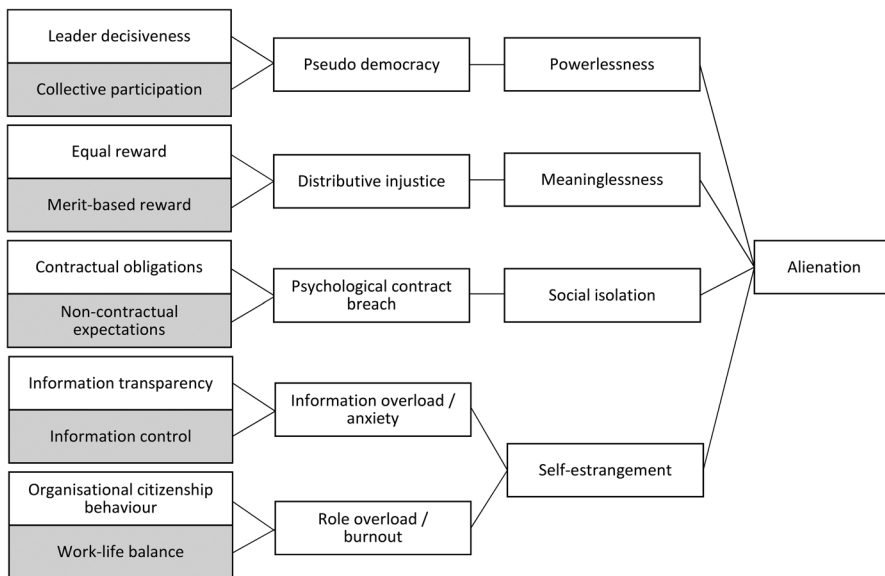 Leader decisiveness
Collective participation
Pseudo democracy
Powerlessness
Equal reward
Merit-based reward
Distributive injustice
Meaninglessness
Contractual obligations
Non-contractual
expectations
Psychological contract
breach
Social isolation
Alienation
Information transparency
Information control
Information overload /
anxiety
Organisational citizenship
behaviour
Work-life balance
Role overload /
burnout
Self-estrangement